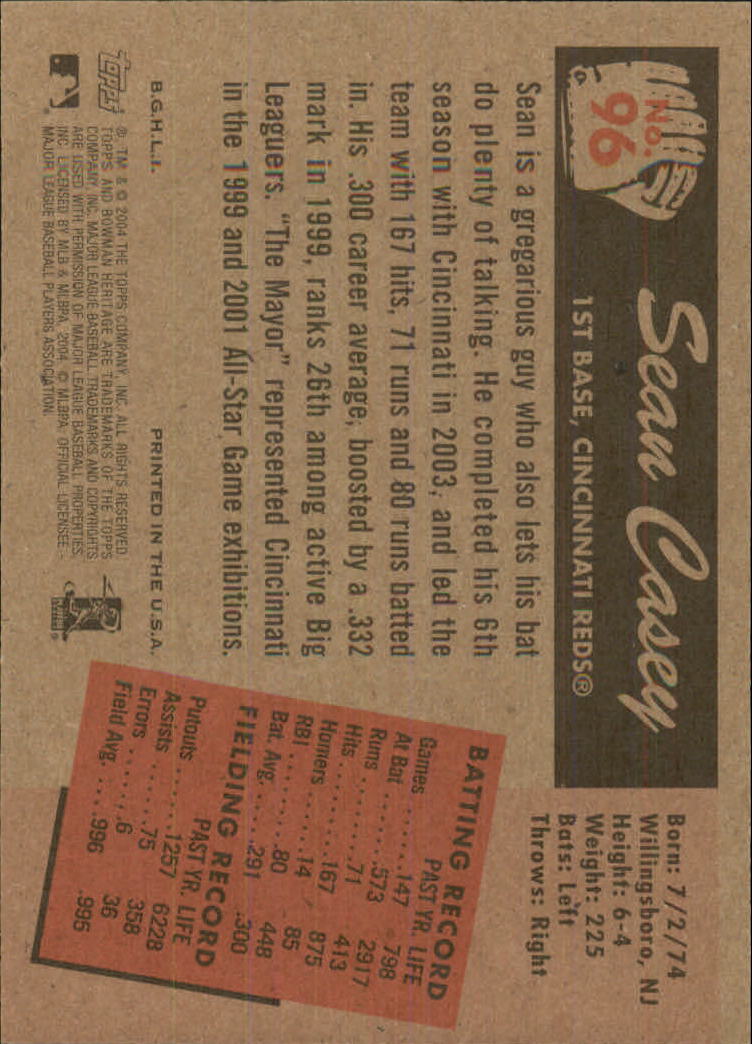 No.
96
Sean Casey
1ST BASE, CINCINNATI REDS®
Born: 7/2/74
Willingsboro, NJ
Height: 6-4
Weight: 225
Bats: Left
Throws: Right
Sean is a gregarious guy who also lets his bat
do plenty of talking. He completed his 6th
season with Cincinnati in 2003, and led the
team with 167 hits, 71 runs and 80 runs batted
in. His .300 career average, boosted by a .332
mark in 1999, ranks 26th among active Big
Leaguers. "The Mayor" represented Cincinnati
in the 1999 and 2001 All-Star Game exhibitions.
BATTING RECORD
PAST YR. LIFE
Games ........147 798
At Bat ........573 2917
Runs ........71 413
Hits ........167 875
Homers ........14 85
RBI ........80 448
Bat. Avg. ......291 .300
FIELDING RECORD
PAST YR. LIFE
Putouts .....1257 6228
Assists ......75 358
Errors ......6 36
Field Avg. ....996 .995
B.G.H.L.I.
PRINTED IN THE U.S.A.
Topps
® TM & © 2004 THE TOPPS COMPANY, INC. ALL RIGHTS RESERVED.
TOPPS AND BOWMAN HERITAGE ARE TRADEMARKS OF THE TOPPS
COMPANY, INC. MAJOR LEAGUE BASEBALL TRADEMARKS AND COPYRIGHTS
ARE USED WITH PERMISSION OF MAJOR LEAGUE BASEBALL PROPERTIES,
INC. LICENSED BY MLB & MLBPA, 2004. © MLBPA, OFFICIAL LICENSEE -
MAJOR LEAGUE BASEBALL PLAYERS ASSOCIATION.